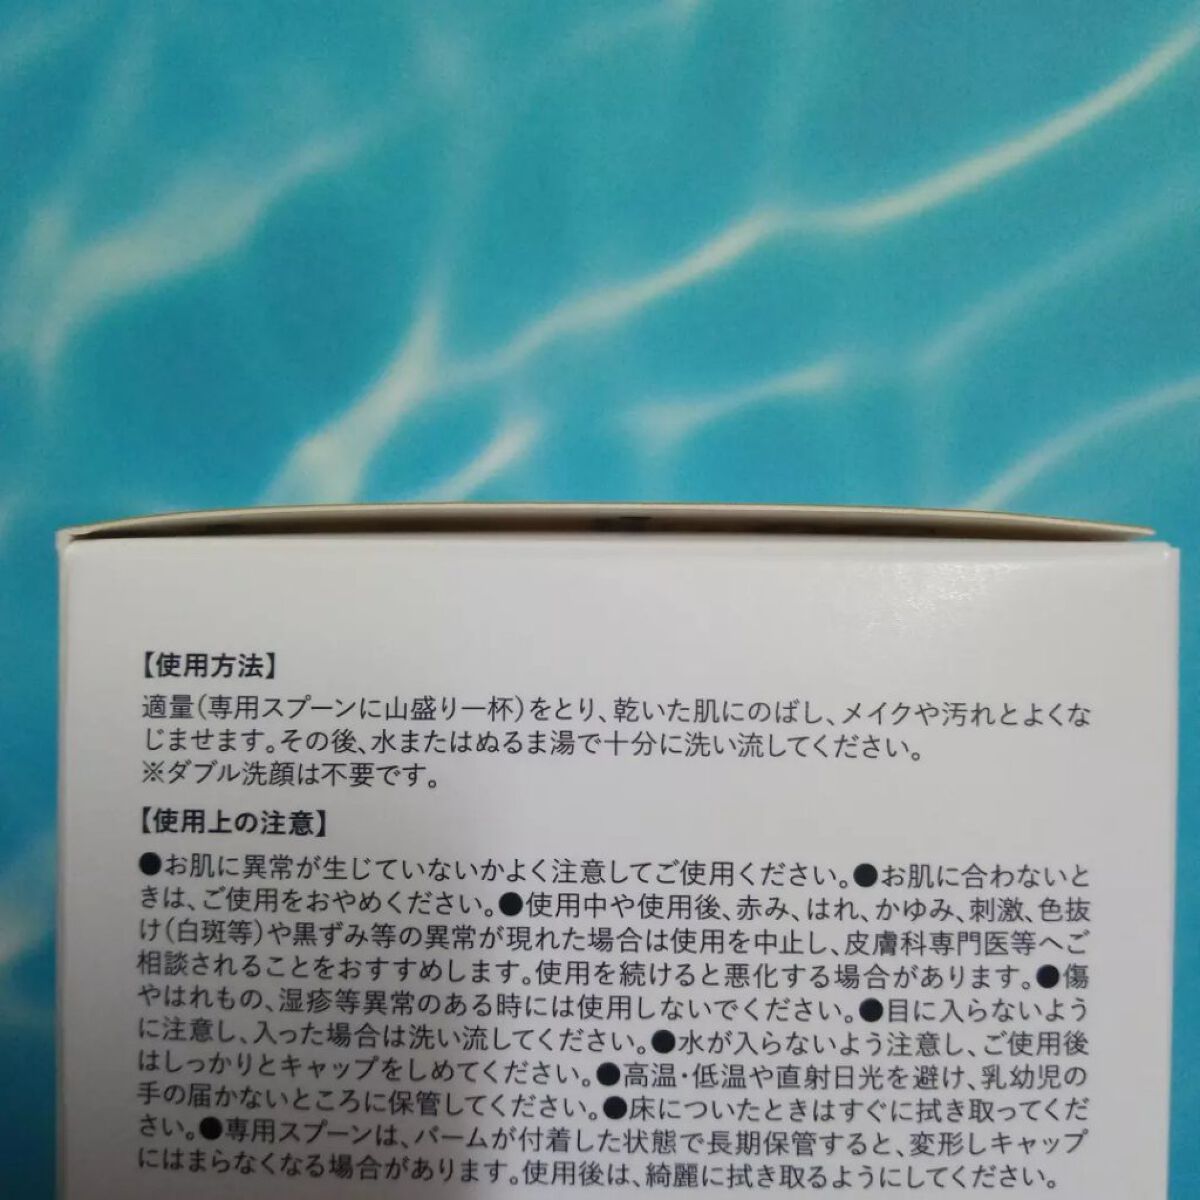 【使用方法】
適量(専用スプーンに山盛り一杯)をとり、乾いた肌にのばし、メイクや汚れとよくな
じませます。その後、水またはぬるま湯で十分に洗い流してください。
※ダブル洗顔は不要です。
【使用上の注意】
●お肌に異常が生じていないかよく注意してご使用ください。●お肌に合わないと
きは、ご使用をおやめください。●使用中や使用後、赤み、はれ、かゆみ、刺激、色抜
け(白斑等)や黒ずみ等の異常が現れた場合は使用を中止し、皮膚科専門医等へご
相談されることをおすすめします。使用を続けると悪化する場合があります。●傷
やはれもの、湿疹等異常のある時には使用しないでください。●目に入らないよう
に注意し、入った場合は洗い流してください。●水が入らないよう注意し、ご使用後
はしっかりとキャップをしめてください。●高温・低温や直射日光を避け、乳幼児の
手の届かないところに保管してください。●床についたときはすぐに拭き取ってくだ
さい。●専用スプーンは、バームが付着した状態で長期保管すると、変形しキャップ
にはまらなくなる場合があります。使用後は、綺麗に拭き取るようにしてください。